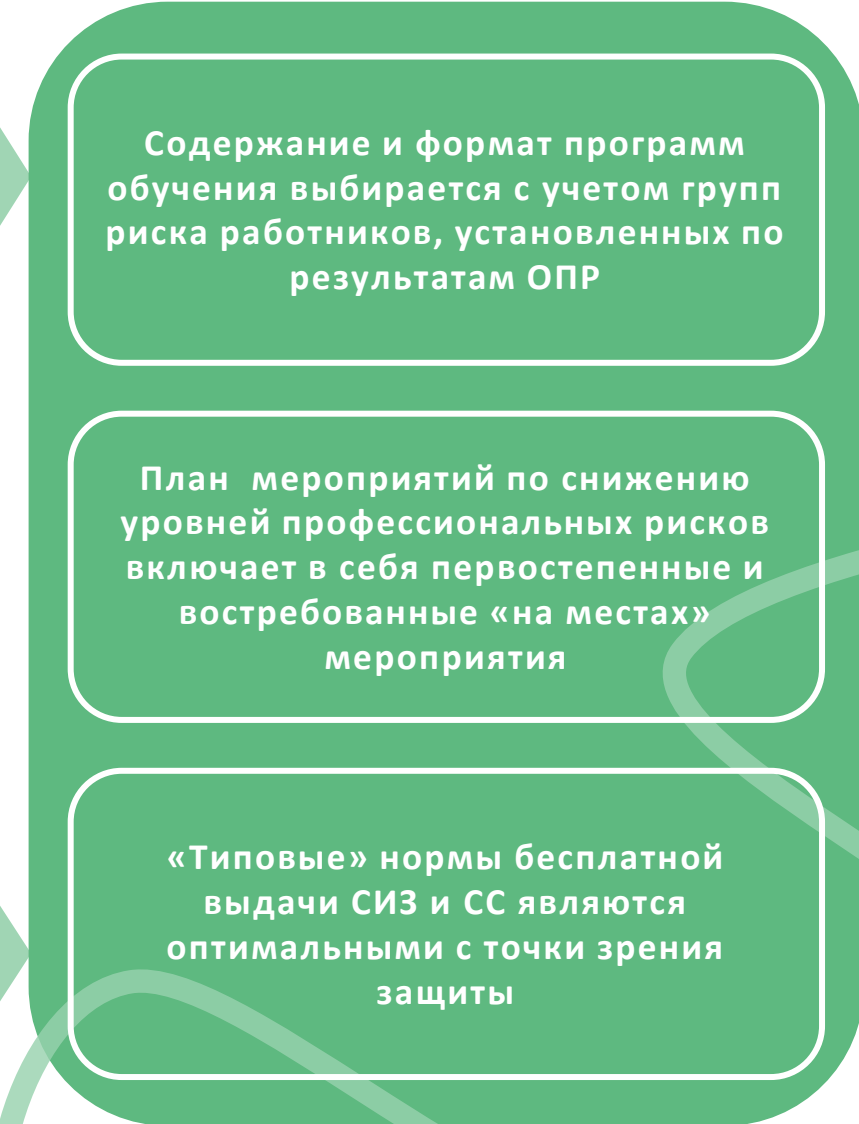 Содержание и формат программ
обучения выбирается с учетом групп
риска работников, установленных по
результатам ОПР
План  мероприятий по снижению
уровней профессиональных рисков
включает в себя первостепенные и
востребованные «на местах»
мероприятия
«Типовые» нормы бесплатной
выдачи СИЗ и СС являются
оптимальными с точки зрения
защиты